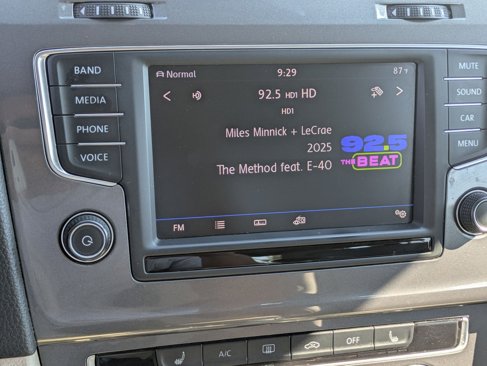 BAND
MEDIA
PHONE
VOICE
MUTE
SOUND
CAR
MENU
Normal 9:29 87°F
92.5 HD1 HD
HD1
Miles Minnick + LeCrae
2025
The Method feat. E-40
92.5
THE BEAT
FM
A/C
OFF